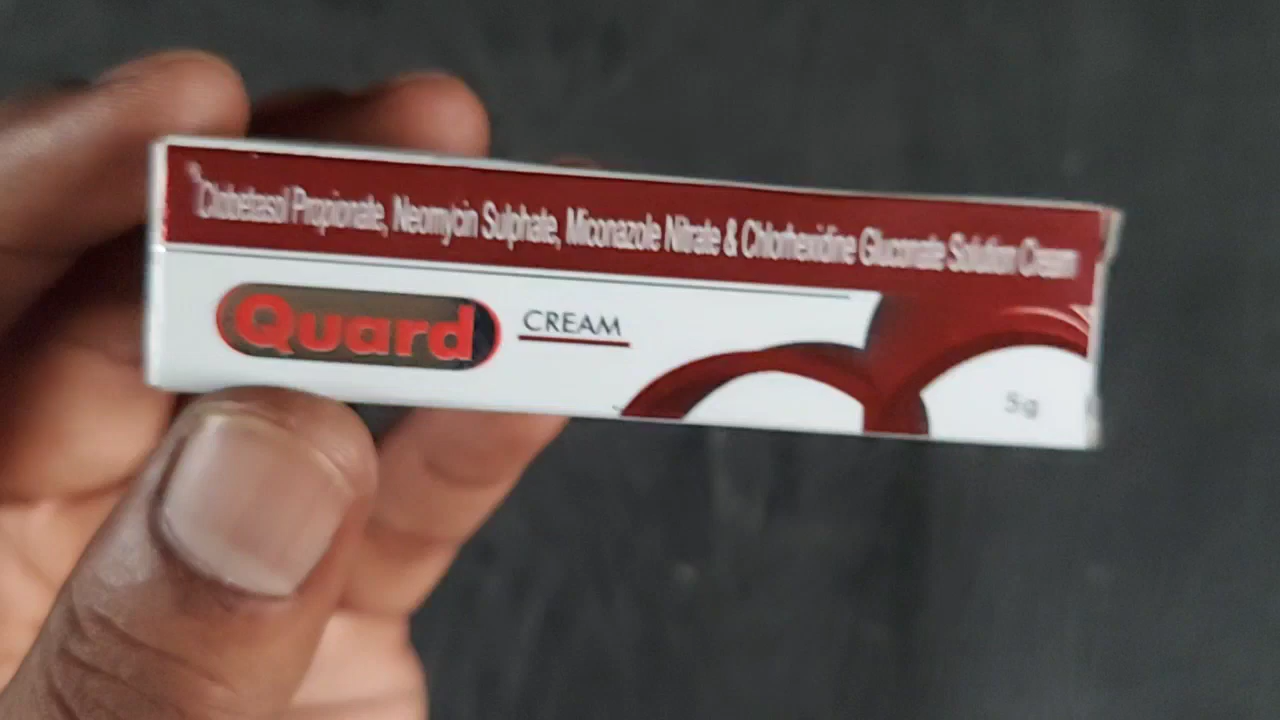 Clobetasol Propionate, Neomycin Sulphate, Miconazole Nitrate & Chlorhexidine Gluconate Solution Cream
Quard CREAM
5g